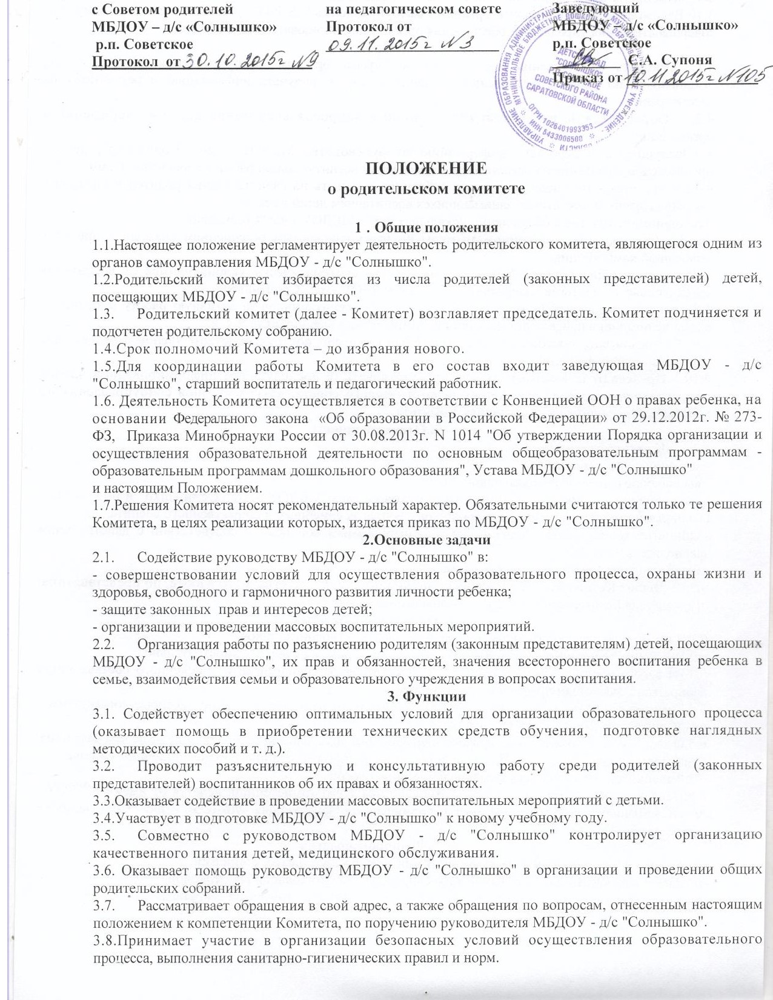 с Советом родителей
МБДОУ – д/с «Солнышко»
р.п. Советское
Протокол от 30.10.2015г №9
на педагогическом совете
Протокол от
09.11.2015г №3
Заведующий
МБДОУ – д/с «Солнышко»
р.п. Советское
С.А. Супоня
Приказ от 10.11.2015г №105
ДЕТСКИЙ САД
"СОЛНЫШКО"
Р.П. СОВЕТСКОЕ
СОВЕТСКОГО РАЙОНА
САРАТОВСКОЙ ОБЛАСТИ
ОГРН 1026401993353
ИНН 6433006500
ПОЛОЖЕНИЕ
о родительском комитете
1 . Общие положения
1.1.Настоящее положение регламентирует деятельность родительского комитета, являющегося одним из
органов самоуправления МБДОУ - д/с "Солнышко".
1.2.Родительский комитет избирается из числа родителей (законных представителей) детей,
посещающих МБДОУ - д/с "Солнышко".
1.3. Родительский комитет (далее - Комитет) возглавляет председатель. Комитет подчиняется и
подотчетен родительскому собранию.
1.4.Срок полномочий Комитета – до избрания нового.
1.5.Для координации работы Комитета в его состав входит заведующая МБДОУ - д/с
"Солнышко", старший воспитатель и педагогический работник.
1.6. Деятельность Комитета осуществляется в соответствии с Конвенцией ООН о правах ребенка, на
основании Федерального закона «Об образовании в Российской Федерации» от 29.12.2012г. № 273-
ФЗ, Приказа Минобрнауки России от 30.08.2013г. N 1014 "Об утверждении Порядка организации и
осуществления образовательной деятельности по основным общеобразовательным программам -
образовательным программам дошкольного образования", Устава МБДОУ - д/с "Солнышко"
и настоящим Положением.
1.7.Решения Комитета носят рекомендательный характер. Обязательными считаются только те решения
Комитета, в целях реализации которых, издается приказ по МБДОУ - д/с "Солнышко".
2.Основные задачи
2.1. Содействие руководству МБДОУ - д/с "Солнышко" в:
- совершенствовании условий для осуществления образовательного процесса, охраны жизни и
здоровья, свободного и гармоничного развития личности ребенка;
- защите законных прав и интересов детей;
- организации и проведении массовых воспитательных мероприятий.
2.2. Организация работы по разъяснению родителям (законным представителям) детей, посещающих
МБДОУ - д/с "Солнышко", их прав и обязанностей, значения всестороннего воспитания ребенка в
семье, взаимодействия семьи и образовательного учреждения в вопросах воспитания.
3. Функции
3.1. Содействует обеспечению оптимальных условий для организации образовательного процесса
(оказывает помощь в приобретении технических средств обучения, подготовке наглядных
методических пособий и т. д.).
3.2. Проводит разъяснительную и консультативную работу среди родителей (законных
представителей) воспитанников об их правах и обязанностях.
3.3.Оказывает содействие в проведении массовых воспитательных мероприятий с детьми.
3.4.Участвует в подготовке МБДОУ - д/с "Солнышко" к новому учебному году.
3.5. Совместно с руководством МБДОУ - д/с "Солнышко" контролирует организацию
качественного питания детей, медицинского обслуживания.
3.6. Оказывает помощь руководству МБДОУ - д/с "Солнышко" в организации и проведении общих
родительских собраний.
3.7. Рассматривает обращения в свой адрес, а также обращения по вопросам, отнесенным настоящим
положением к компетенции Комитета, по поручению руководителя МБДОУ - д/с "Солнышко".
3.8.Принимает участие в организации безопасных условий осуществления образовательного
процесса, выполнения санитарно-гигиенических правил и норм.